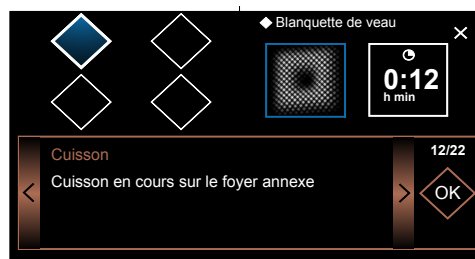 Blanquette de veau
0:12
h min
Cuisson
12/22
Cuisson en cours sur le foyer annexe
OK